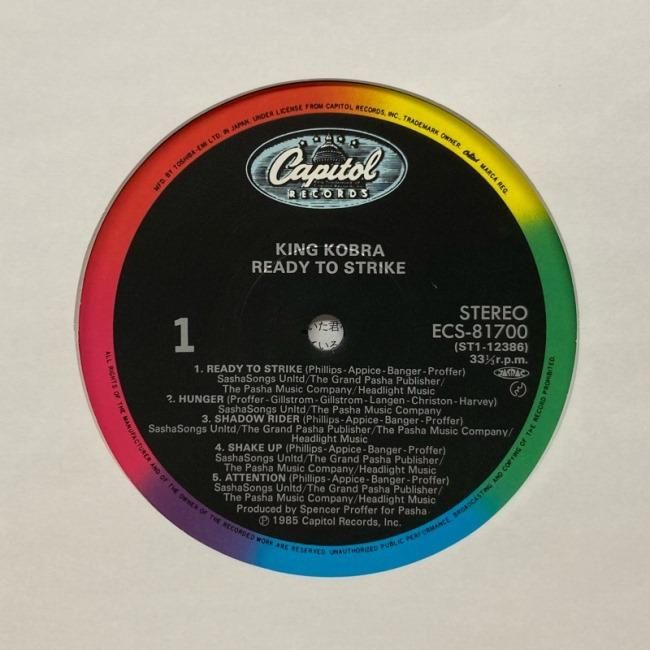 MFD. BY TOSHIBA-EMI LTD. IN JAPAN. UNDER LICENSE FROM CAPITOL RECORDS, INC., TRADEMARK OWNER. Capitol MARCA REG.
Capitol
RECORDS
KING KOBRA
READY TO STRIKE
1
STEREO
ECS-81700
(ST1-12386)
33⅓r.p.m.
JASRAC
1. READY TO STRIKE (Phillips-Appice-Banger-Proffer)
SashaSongs Unltd/The Grand Pasha Publisher/
The Pasha Music Company/Headlight Music
2. HUNGER (Proffer-Gillstrom-Gillstrom-Langen-Christon-Harvey)
SashaSongs Unltd/The Pasha Music Company
3. SHADOW RIDER (Phillips-Appice-Banger-Proffer)
SashaSongs Unltd/The Grand Pasha Publisher/The Pasha Music Company/
Headlight Music
4. SHAKE UP (Phillips-Appice-Banger-Proffer)
SashaSongs Unltd/The Grand Pasha Publisher/
The Pasha Music Company/Headlight Music
5. ATTENTION (Phillips-Appice-Banger-Proffer)
SashaSongs Unltd/The Grand Pasha Publisher/
The Pasha Music Company/Headlight Music
Produced by Spencer Proffer for Pasha
℗ 1985 Capitol Records, Inc.
ALL RIGHTS OF THE MANUFACTURER AND OF THE OWNER OF THE RECORDED WORK ARE RESERVED. UNAUTHORIZED PUBLIC PERFORMANCE, BROADCASTING AND COPYING OF THE RECORD PROHIBITED.